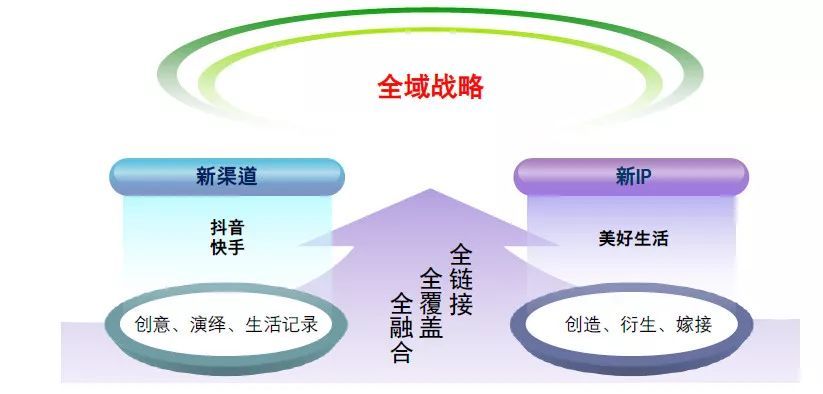 全域战略
新渠道
抖音
快手
创意、演绎、生活记录
全链接
全覆盖
全融合
新IP
美好生活
创造、衍生、嫁接